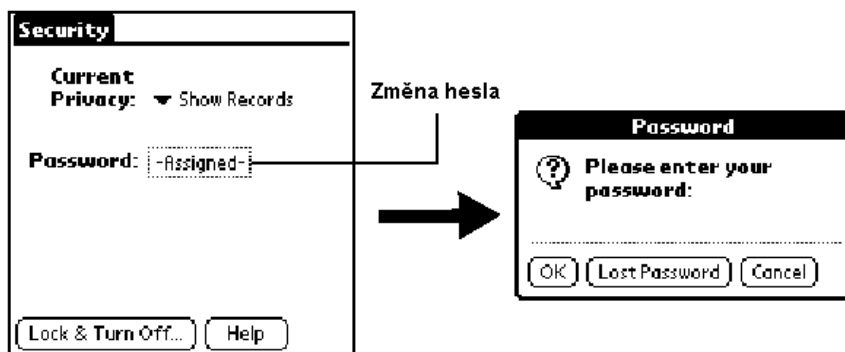 Security
Current
Privacy: Show Records
Password: -Assigned-
Lock & Turn Off... Help
Změna hesla
Password
Please enter your
password:
OK Lost Password Cancel